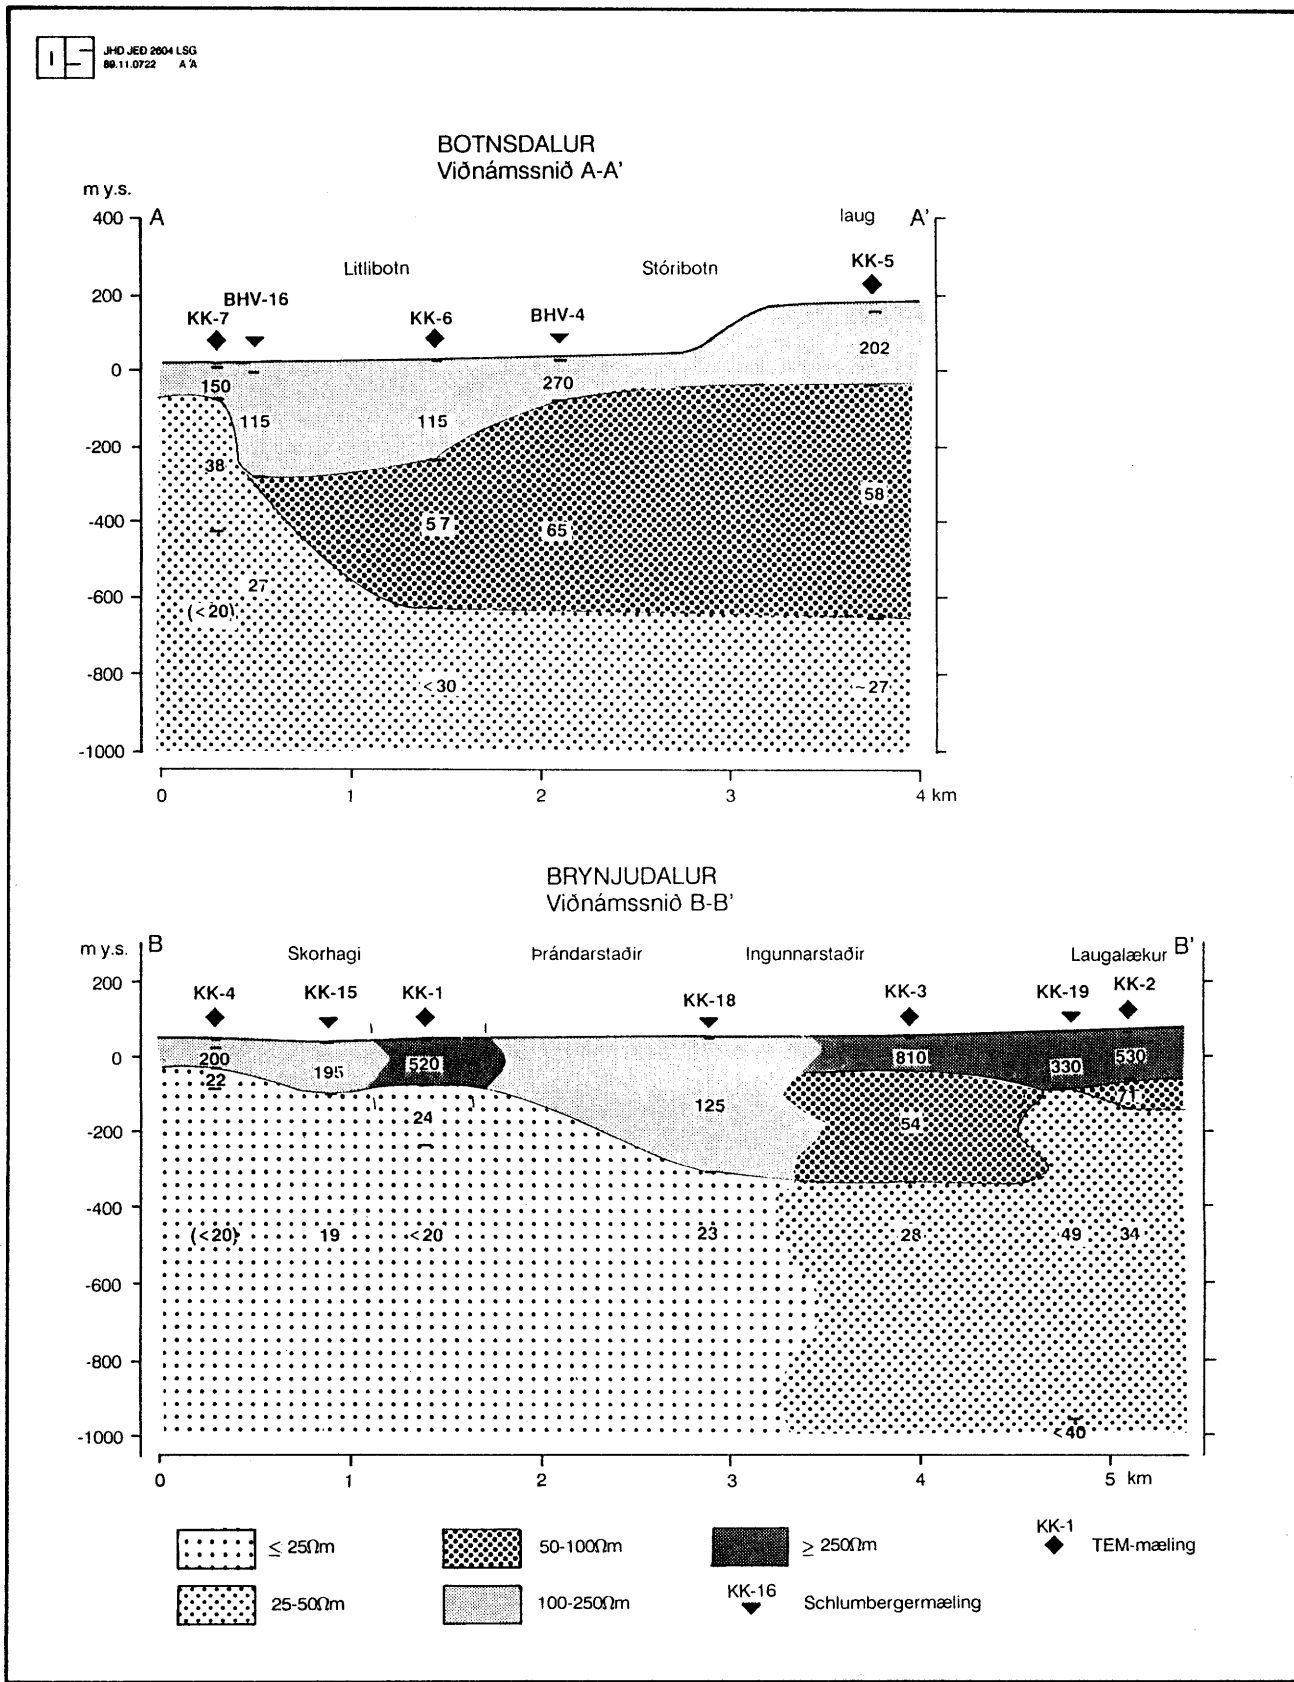 OS
JHD JED 2604 LSG
89.11.0722 A'A
BOTNSDALUR
Viðnámssnið A-A'
m y.s.
A
laug
A'
400
Litlibotn
Stóribotn
KK-5
200
BHV-16
KK-7
KK-6
BHV-4
202
0
150
270
115
115
-200
38
58
-400
57
65
27
-600
(<20)
<30
~27
-800
-1000
0 1 2 3 4 km
BRYNJUDALUR
Viðnámssnið B-B'
m y.s.
B
Skorhagi
Þrándarstaðir
Ingunnarstaðir
Laugalækur
B'
200
KK-4
KK-15
KK-1
KK-18
KK-3
KK-19
KK-2
0
200
195
520
810
330
530
22
71
125
24
54
-200
-400
(<20)
19
<20
23
28
49
34
-600
-800
-1000
<40
0 1 2 3 4 5 km
≤ 25Ωm
50-100Ωm
≥ 250Ωm
KK-1
TEM-mæling
25-50Ωm
100-250Ωm
KK-16
Schlumbergermæling